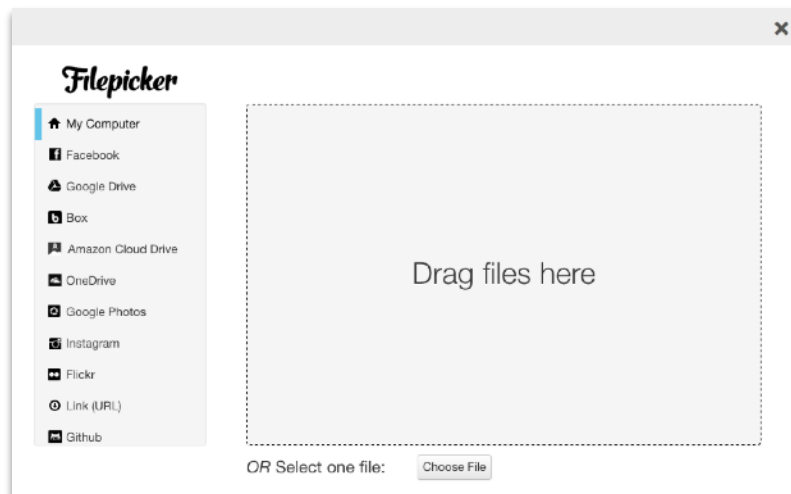 Filepicker
My Computer
Facebook
Google Drive
Box
Amazon Cloud Drive
OneDrive
Google Photos
Instagram
Flickr
Link (URL)
Github
Drag files here
OR Select one file:
Choose File